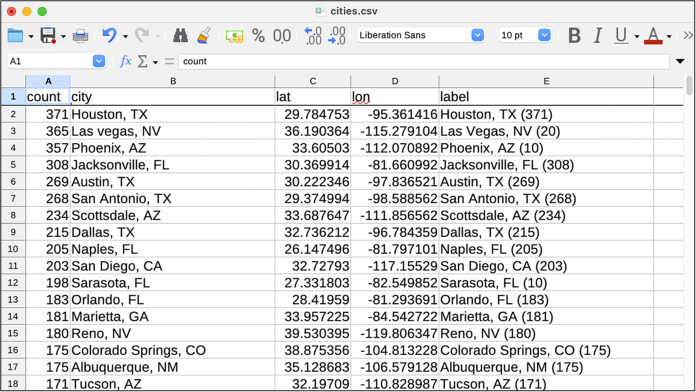 cities.csv
% 00 .0 .00 .00 .0 Liberation Sans 10 pt B I U A »
A1 fx Σ = count
A B C D E
1 count city lat lon label
2 371 Houston, TX 29.784753 -95.361416 Houston, TX (371)
3 365 Las vegas, NV 36.190364 -115.279104 Las vegas, NV (20)
4 357 Phoenix, AZ 33.60503 -112.070892 Phoenix, AZ (10)
5 308 Jacksonville, FL 30.369914 -81.660992 Jacksonville, FL (308)
6 269 Austin, TX 30.222346 -97.836521 Austin, TX (269)
7 268 San Antonio, TX 29.374994 -98.588562 San Antonio, TX (268)
8 234 Scottsdale, AZ 33.687647 -111.856562 Scottsdale, AZ (234)
9 215 Dallas, TX 32.736212 -96.784359 Dallas, TX (215)
10 205 Naples, FL 26.147496 -81.797101 Naples, FL (205)
11 203 San Diego, CA 32.72793 -117.15529 San Diego, CA (203)
12 198 Sarasota, FL 27.331803 -82.549852 Sarasota, FL (10)
13 183 Orlando, FL 28.41959 -81.293691 Orlando, FL (183)
14 181 Marietta, GA 33.957225 -84.542722 Marietta, GA (181)
15 180 Reno, NV 39.530395 -119.806347 Reno, NV (180)
16 175 Colorado Springs, CO 38.875356 -104.813228 Colorado Springs, CO (175)
17 175 Albuquerque, NM 35.128683 -106.579128 Albuquerque, NM (175)
18 171 Tucson, AZ 32.19709 -110.828987 Tucson, AZ (171)